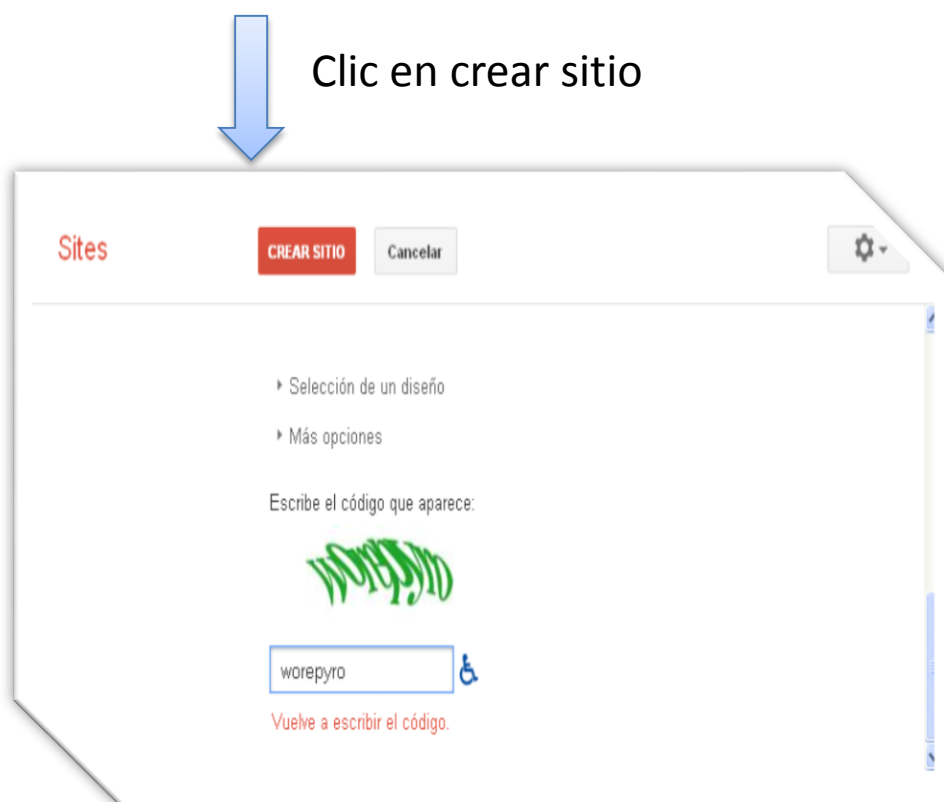 Clic en crear sitio
Sites
CREAR SITIO
Cancelar
Selección de un diseño
Más opciones
Escribe el código que aparece:
worepyro
worepyro
Vuelve a escribir el código.